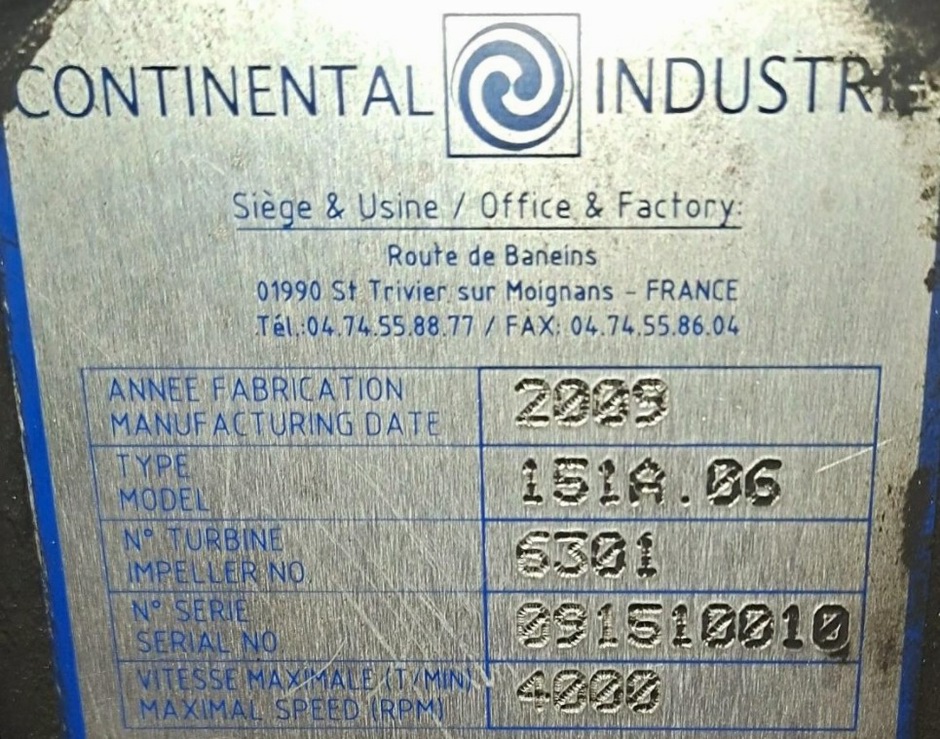 CONTINENTAL INDUSTRIE
Siège & Usine / Office & Factory:
Route de Baneins
01990 St Trivier sur Moignans - FRANCE
Tél.:04.74.55.88.77 / FAX: 04.74.55.86.04
ANNEE FABRICATION
MANUFACTURING DATE
2009
TYPE
MODEL
151A.06
N° TURBINE
IMPELLER NO.
6301
N° SERIE
SERIAL NO
091510010
VITESSE MAXIMALE (T/MIN)
MAXIMAL SPEED (RPM)
4000